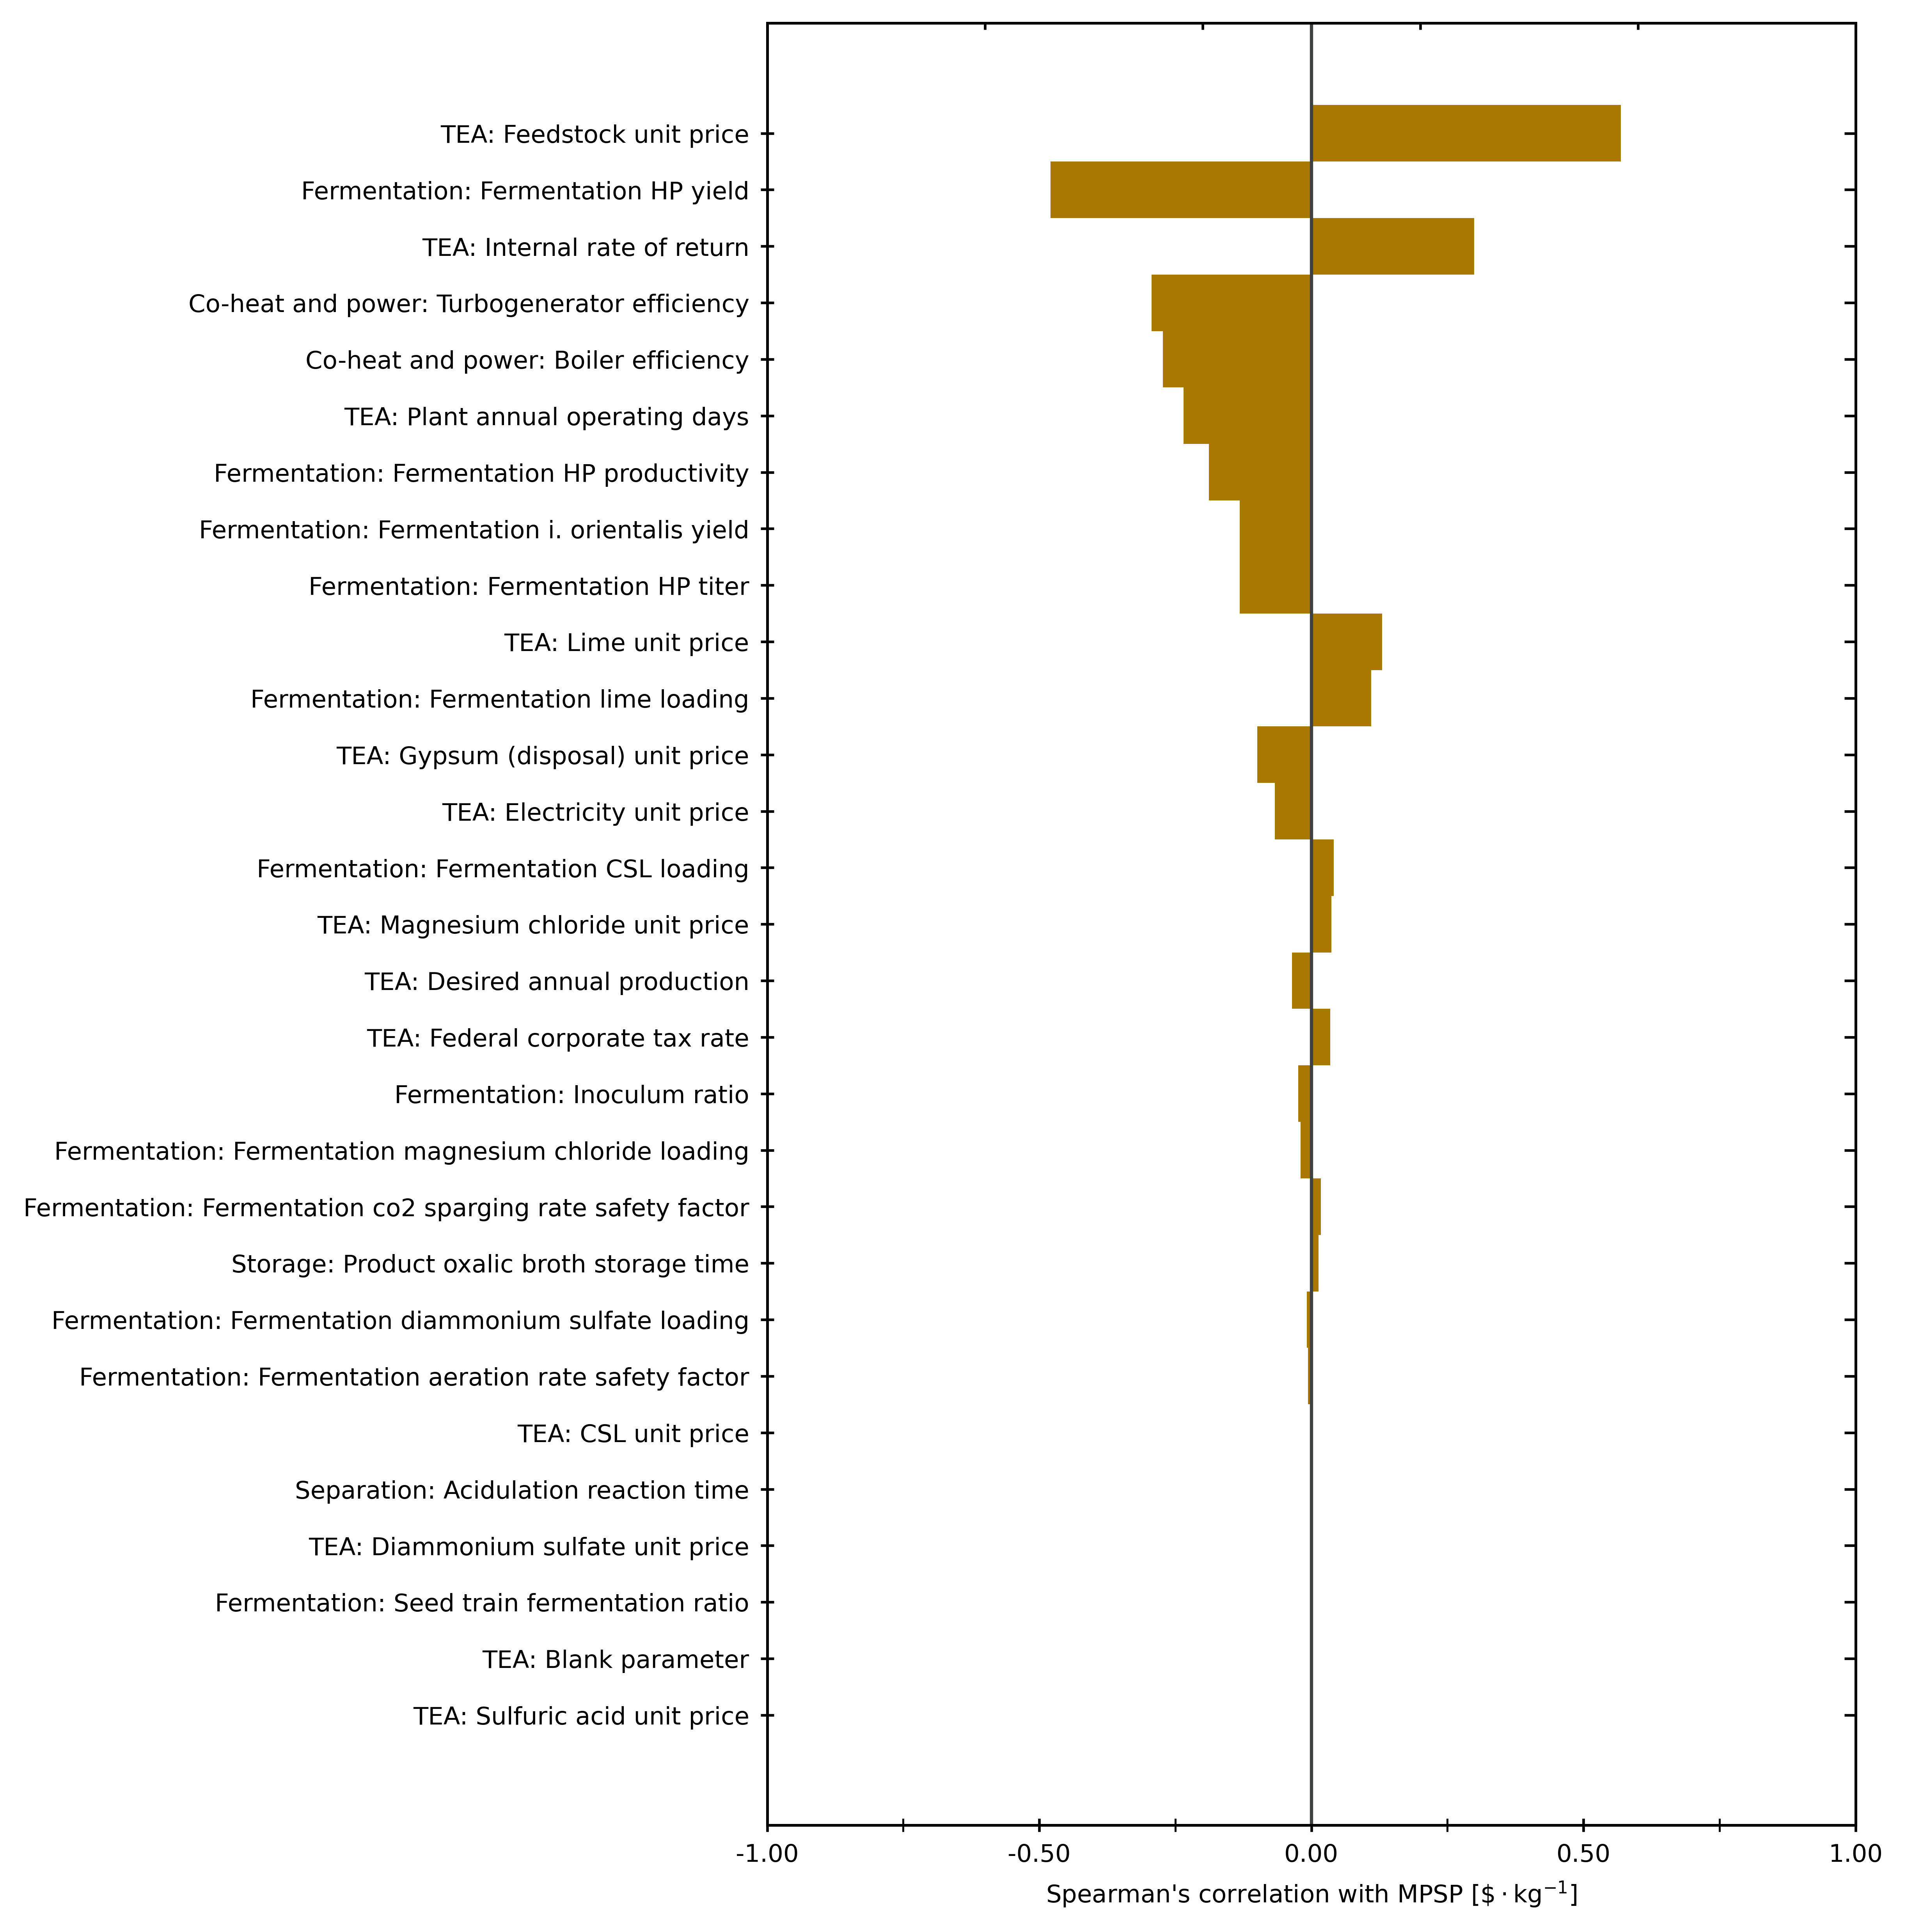 TEA: Feedstock unit price
Fermentation: Fermentation HP yield
TEA: Internal rate of return
Co-heat and power: Turbogenerator efficiency
Co-heat and power: Boiler efficiency
TEA: Plant annual operating days
Fermentation: Fermentation HP productivity
Fermentation: Fermentation i. orientalis yield
Fermentation: Fermentation HP titer
TEA: Lime unit price
Fermentation: Fermentation lime loading
TEA: Gypsum (disposal) unit price
TEA: Electricity unit price
Fermentation: Fermentation CSL loading
TEA: Magnesium chloride unit price
TEA: Desired annual production
TEA: Federal corporate tax rate
Fermentation: Inoculum ratio
Fermentation: Fermentation magnesium chloride loading
Fermentation: Fermentation co2 sparging rate safety factor
Storage: Product oxalic broth storage time
Fermentation: Fermentation diammonium sulfate loading
Fermentation: Fermentation aeration rate safety factor
TEA: CSL unit price
Separation: Acidulation reaction time
TEA: Diammonium sulfate unit price
Fermentation: Seed train fermentation ratio
TEA: Blank parameter
TEA: Sulfuric acid unit price
-1.00 -0.50 0.00 0.50 1.00
Spearman's correlation with MPSP [$·kg⁻¹]